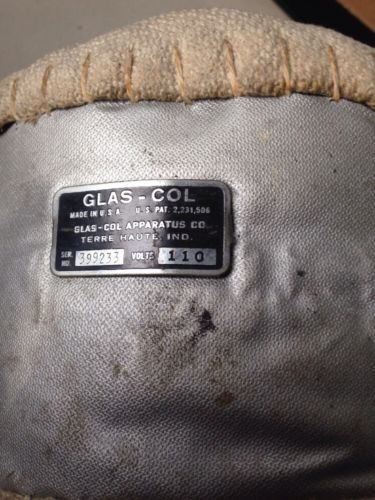 GLAS-COL
MADE IN U.S.A. U.S. PAT. 2,231,506
GLAS-COL APPARATUS CO.
TERRE HAUTE, IND.
SER. NO. 399233 VOLTS 110